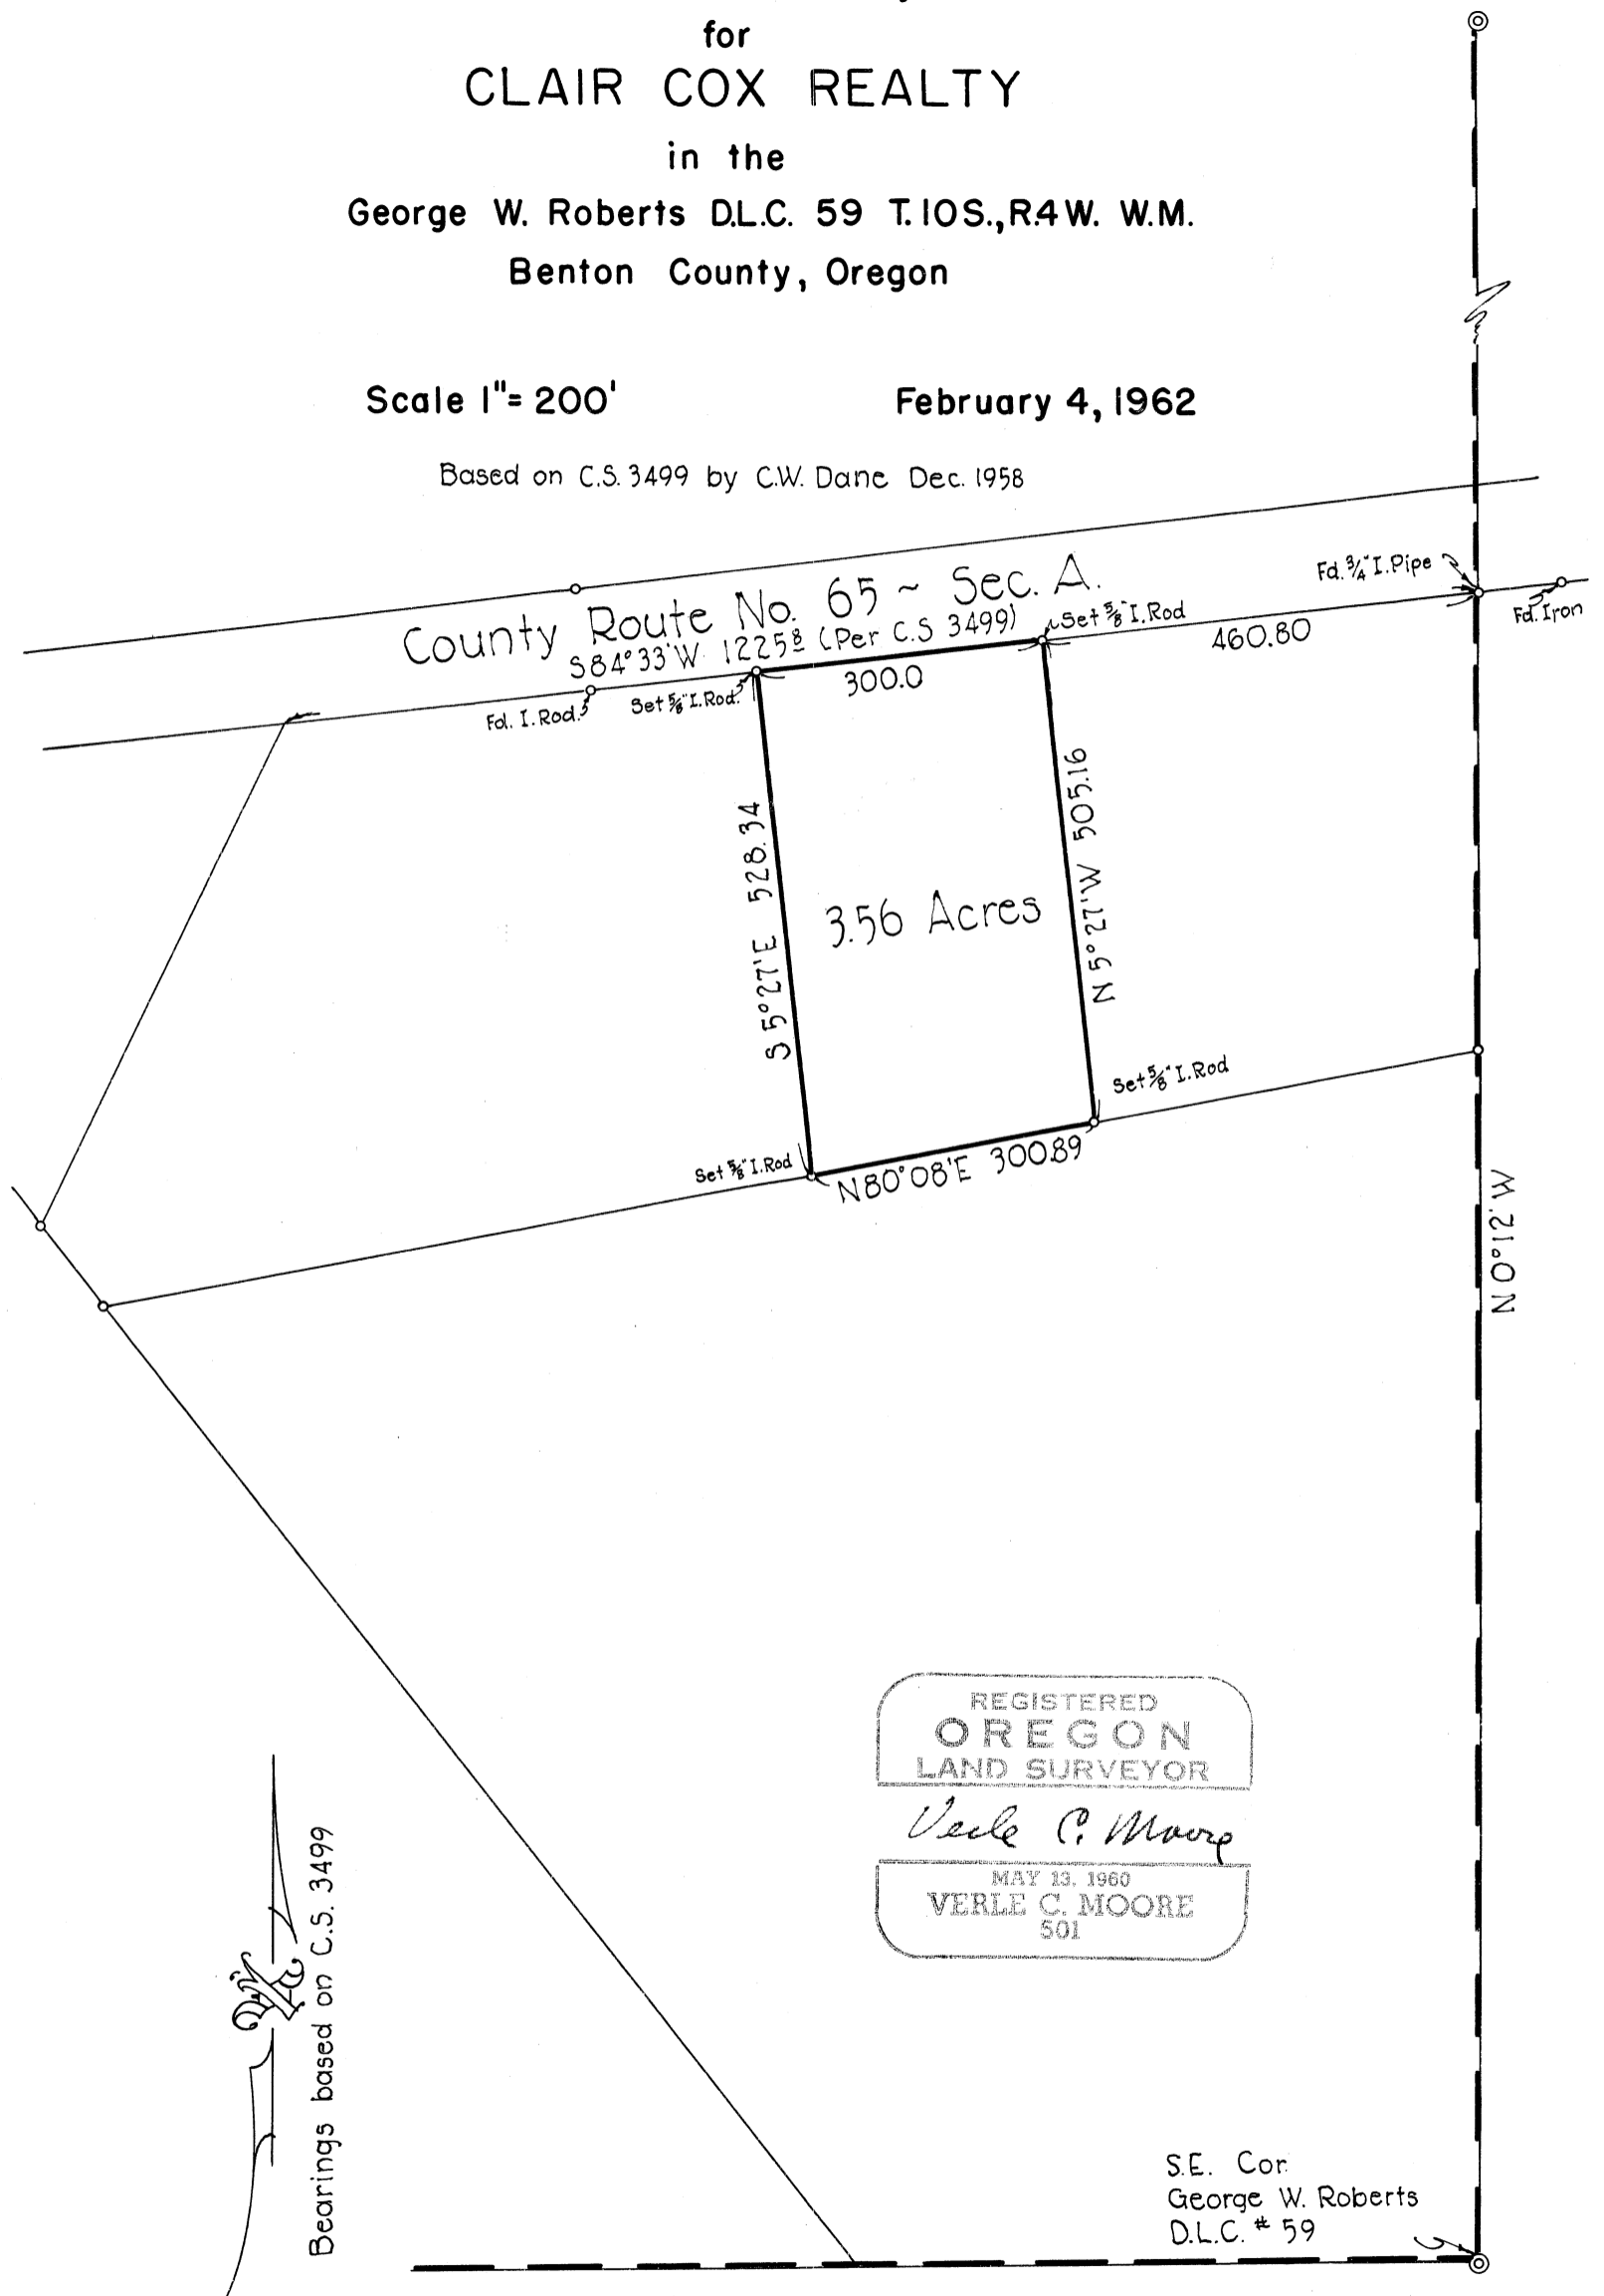 for
CLAIR COX REALTY
in the
George W. Roberts D.L.C. 59 T.10S., R.4W. W.M.
Benton County, Oregon
Scale 1"= 200'
February 4, 1962
Based on C.S. 3499 by C.W. Dane Dec. 1958
County Route No. 65 ~ Sec. A.
S84°33'W 1225⁸ (Per C.S 3499)
Set 5/8" I.Rod
Fd. 3/4" I.Pipe
Fd. Iron
460.80
300.0
Set 5/8" I.Rod
Fd. I.Rod
S 5°27'E 528.34
N 5°27'W 505.16
3.56 Acres
Set 5/8" I.Rod
Set 5/8" I.Rod
N80°08'E 300.89
N 0°12' W
REGISTERED
OREGON
LAND SURVEYOR
Verle C. Moore
MAY 13, 1960
VERLE C. MOORE
501
Bearings based on C.S. 3499
S.E. Cor.
George W. Roberts
D.L.C. # 59